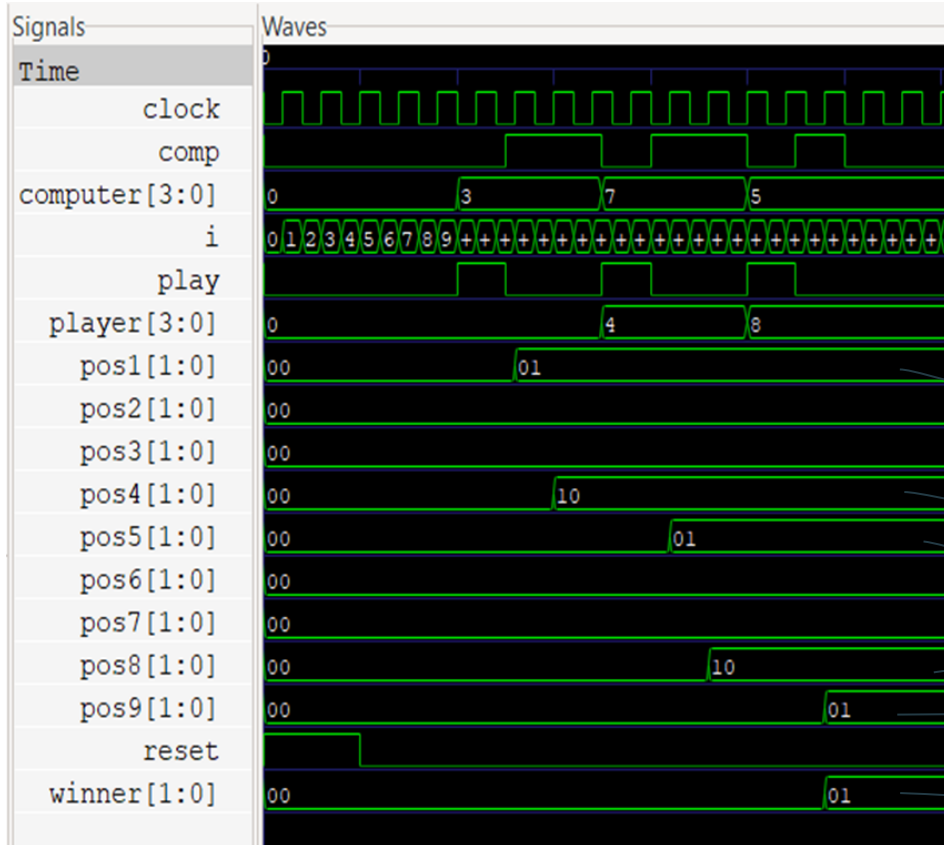 Signals Waves
0
Time
clock
comp
computer[3:0] 0 3 7 5
i 0 1 2 3 4 5 6 7 8 9 + + + + + + + + + + + + + + + + + + + + + + + + +
play
player[3:0] 0 4 8
pos1[1:0] 00 01
pos2[1:0] 00
pos3[1:0] 00
pos4[1:0] 00 10
pos5[1:0] 00 01
pos6[1:0] 00
pos7[1:0] 00
pos8[1:0] 00 10
pos9[1:0] 00 01
reset
winner[1:0] 00 01